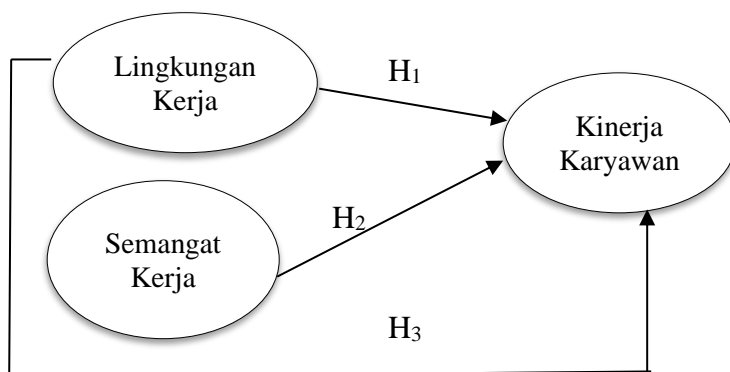 Lingkungan
Kerja
H₁
Kinerja
Karyawan
H₂
Semangat
Kerja
H₃